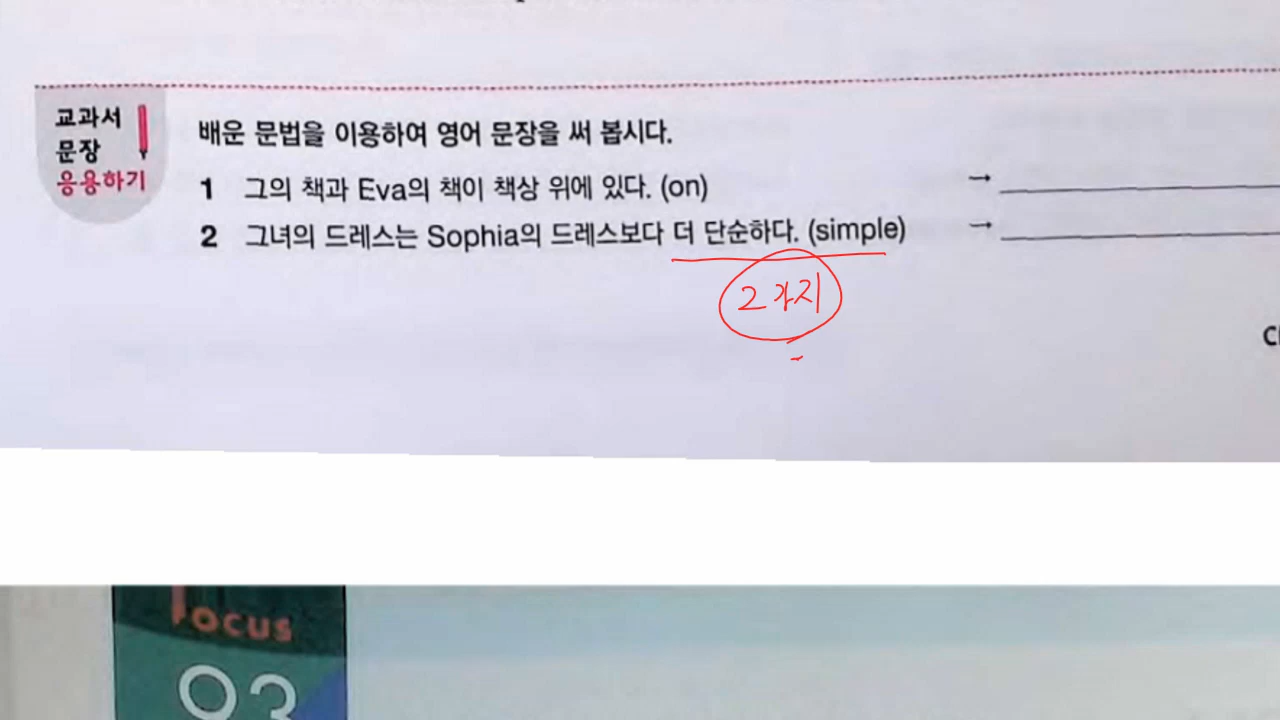 교과서
문장
응용하기
배운 문법을 이용하여 영어 문장을 써 봅시다.
1 그의 책과 Eva의 책이 책상 위에 있다. (on) →
2 그녀의 드레스는 Sophia의 드레스보다 더 단순하다. (simple) →
2가지
Focus
93